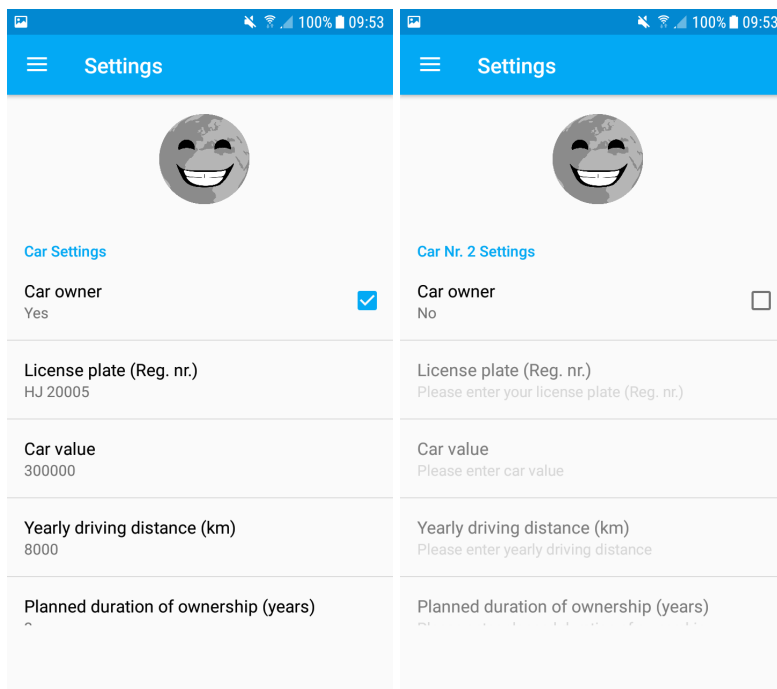 100% 09:53
Settings
Car Settings
Car owner
Yes
License plate (Reg. nr.)
HJ 20005
Car value
300000
Yearly driving distance (km)
8000
Planned duration of ownership (years)
100% 09:53
Settings
Car Nr. 2 Settings
Car owner
No
License plate (Reg. nr.)
Please enter your license plate (Reg. nr.)
Car value
Please enter car value
Yearly driving distance (km)
Please enter yearly driving distance
Planned duration of ownership (years)